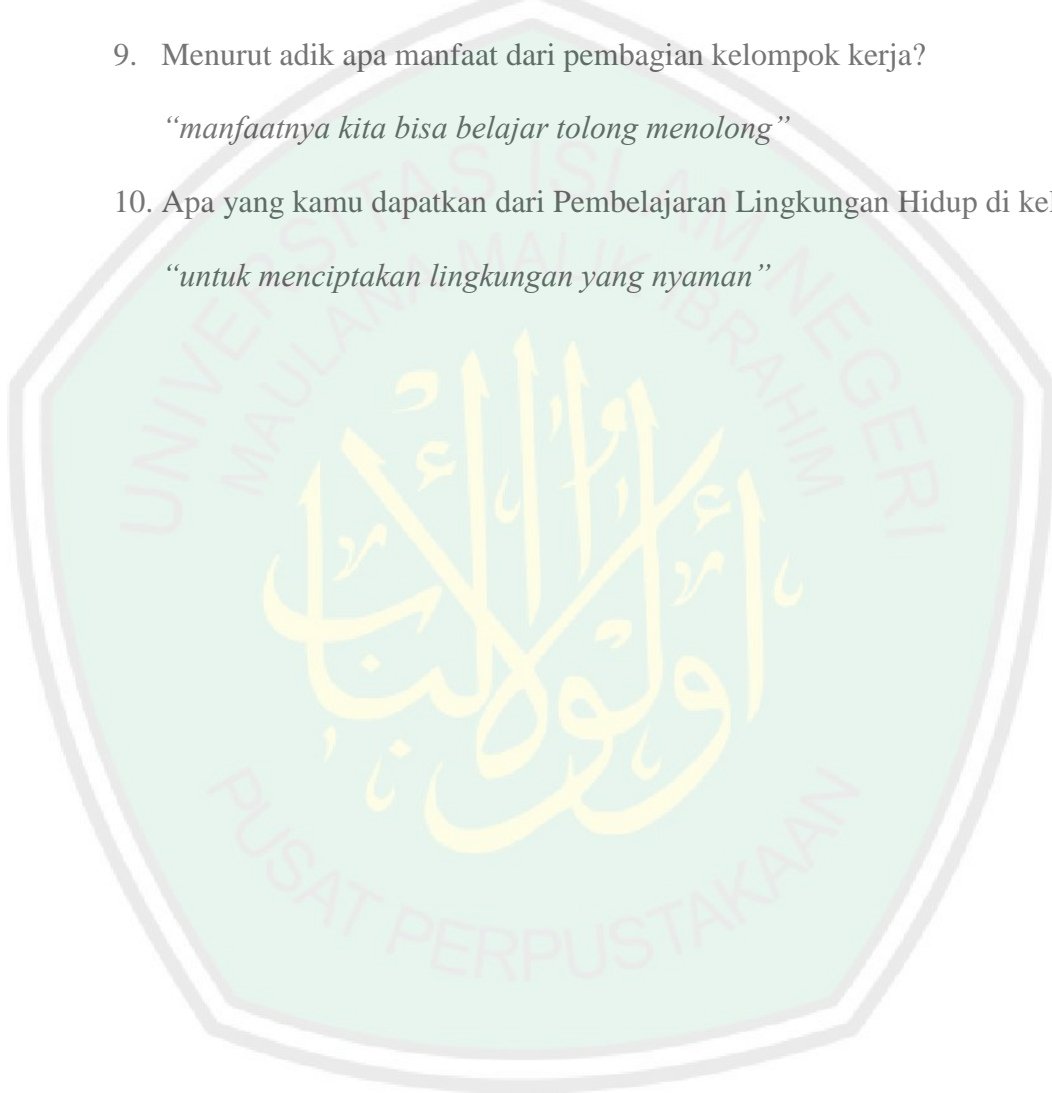 9. Menurut adik apa manfaat dari pembagian kelompok kerja?
“manfaatnya kita bisa belajar tolong menolong”
10. Apa yang kamu dapatkan dari Pembelajaran Lingkungan Hidup di kel
“untuk menciptakan lingkungan yang nyaman”
UNIVERSITAS ISLAM NEGERI
MAULANA MALIK IBRAHIM
أولوا الألباب
PUSAT PERPUSTAKAAN